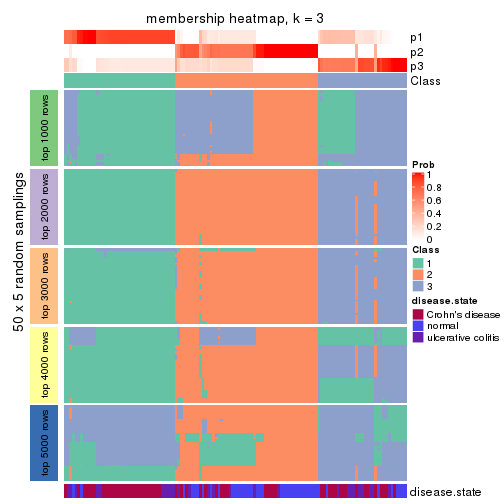 membership heatmap, k = 3
p1
p2
p3
Class
50 x 5 random samplings
top 1000 rows
top 2000 rows
top 3000 rows
top 4000 rows
top 5000 rows
Prob
1
0.8
0.6
0.4
0.2
0
Class
1
2
3
disease.state
Crohn's disease
normal
ulcerative colitis
disease.state